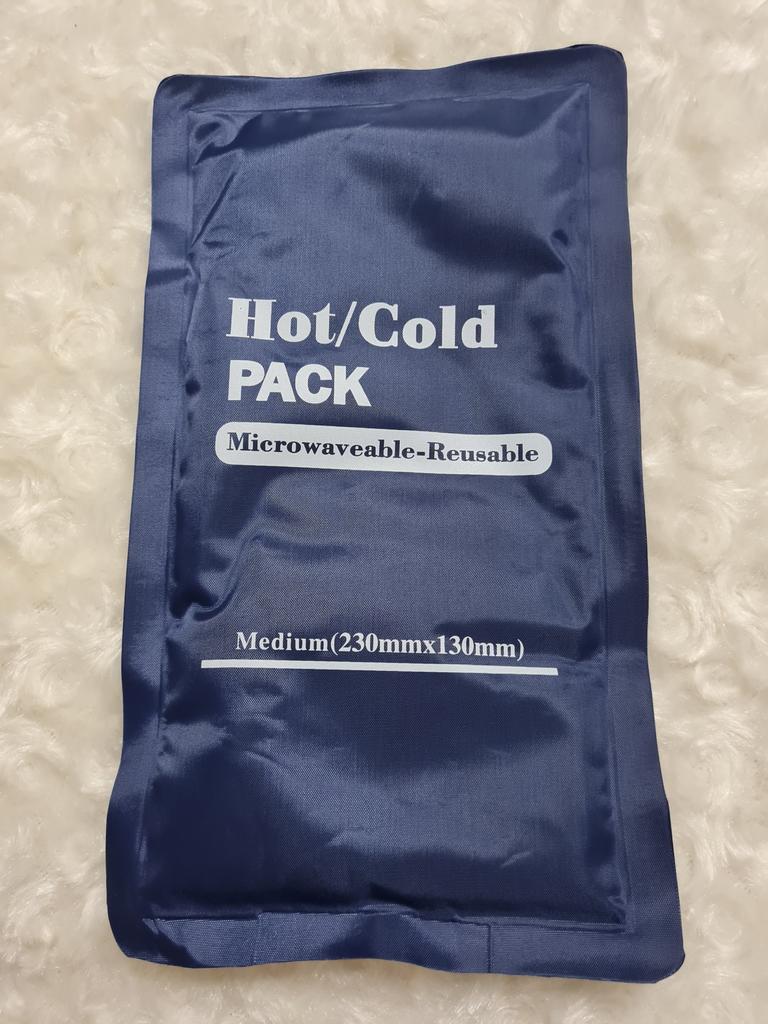 Hot/Cold
PACK
Microwaveable-Reusable
Medium(230mmx130mm)